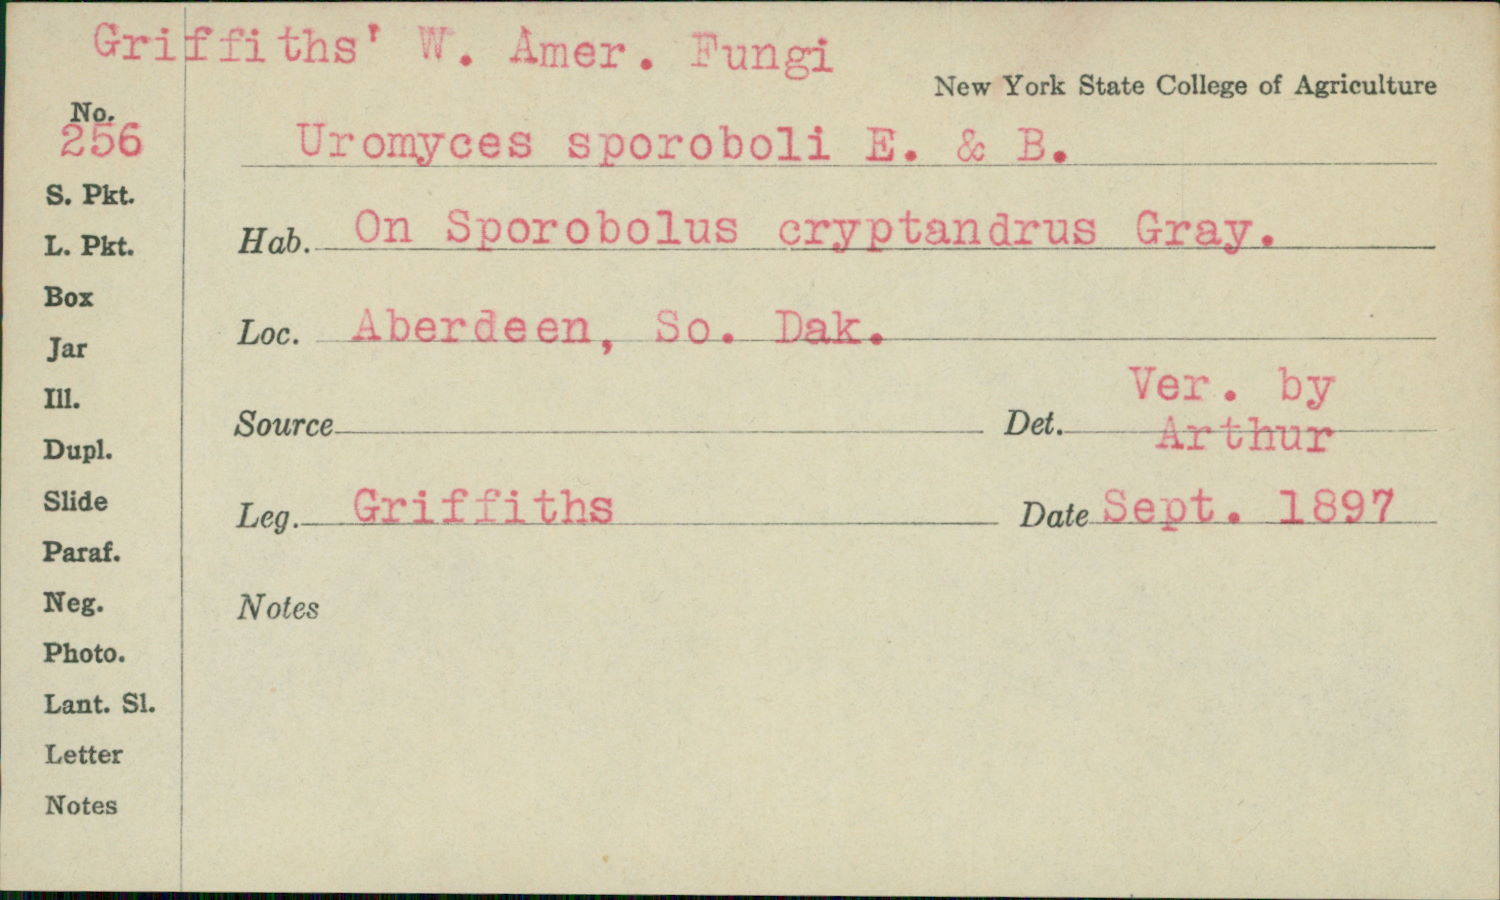 Griffiths' W. Amer. Fungi
New York State College of Agriculture
No.
256
Uromyces sporoboli E. & B.
S. Pkt.
L. Pkt.
Box
Jar
Ill.
Dupl.
Slide
Paraf.
Neg.
Photo.
Lant. Sl.
Letter
Notes
Hab. On Sporobolus cryptandrus Gray.
Loc. Aberdeen, So. Dak.
Source
Det. Ver. by
Arthur
Leg. Griffiths
Date Sept. 1897
Notes